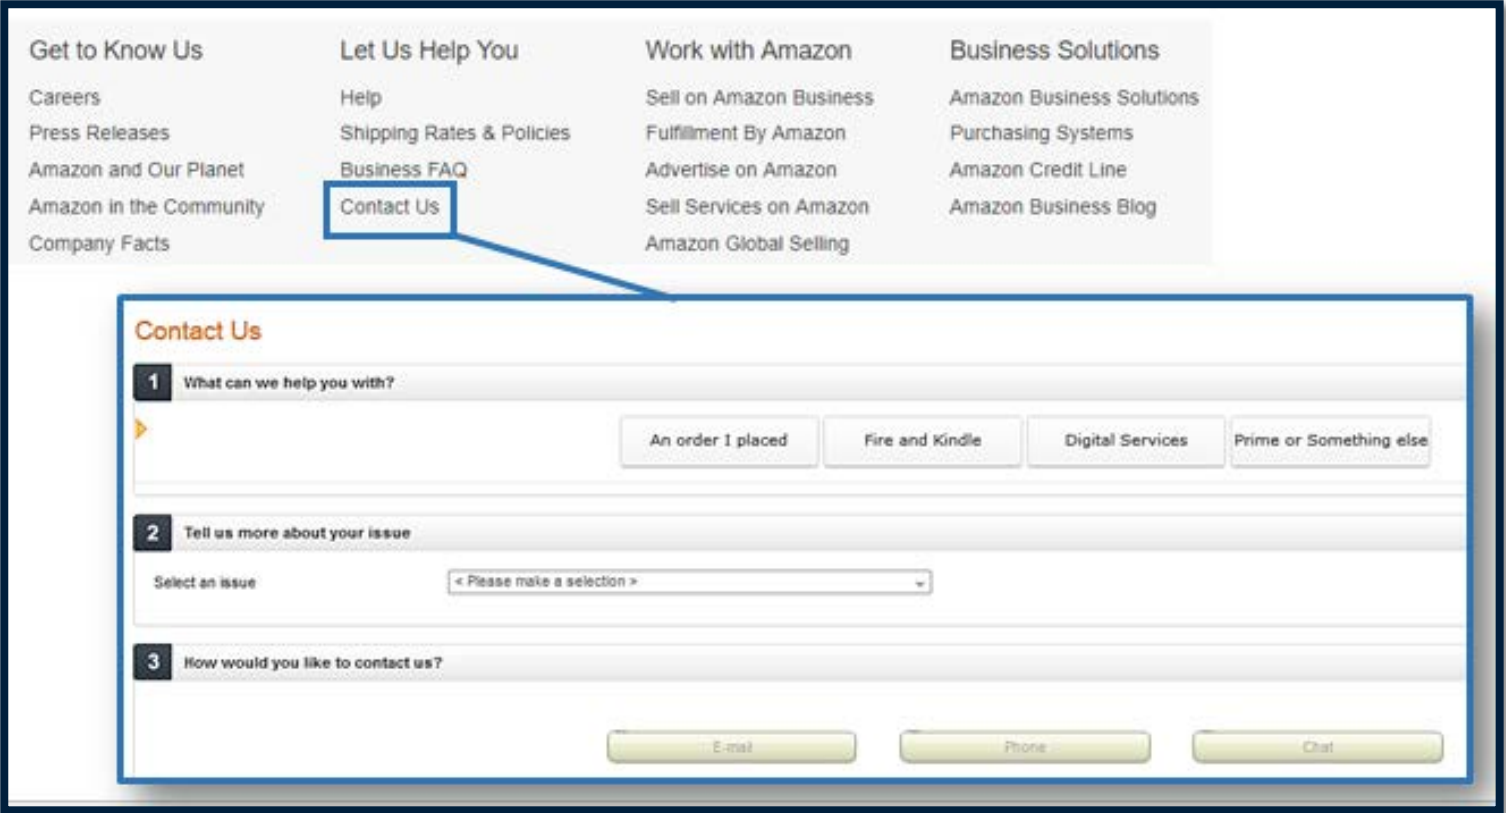 Get to Know Us
Careers
Press Releases
Amazon and Our Planet
Amazon in the Community
Company Facts
Let Us Help You
Help
Shipping Rates & Policies
Business FAQ
Contact Us
Work with Amazon
Sell on Amazon Business
Fulfillment By Amazon
Advertise on Amazon
Sell Services on Amazon
Amazon Global Selling
Business Solutions
Amazon Business Solutions
Purchasing Systems
Amazon Credit Line
Amazon Business Blog
Contact Us
1 What can we help you with?
An order I placed Fire and Kindle Digital Services Prime or Something else
2 Tell us more about your issue
Select an issue < Please make a selection >
3 How would you like to contact us?
E-mail Phone Chat